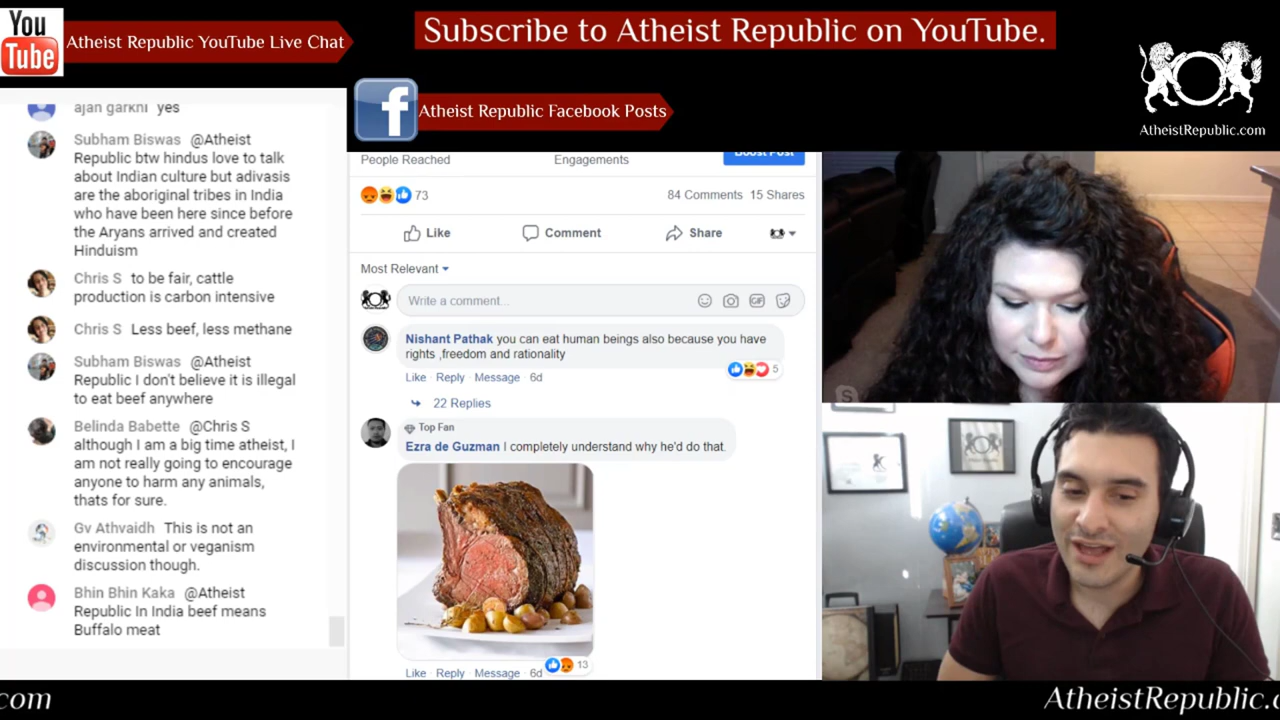 You
Tube
Atheist Republic YouTube Live Chat
Subscribe to Atheist Republic on YouTube.
AtheistRepublic.com
f
Atheist Republic Facebook Posts
ajan garkhi yes
Subham Biswas @Atheist
Republic btw hindus love to talk
about Indian culture but adivasis
are the aboriginal tribes in India
who have been here since before
the Aryans arrived and created
Hinduism
Chris S to be fair, cattle
production is carbon intensive
Chris S Less beef, less methane
Subham Biswas @Atheist
Republic I don't believe it is illegal
to eat beef anywhere
Belinda Babette @Chris S
although I am a big time atheist, I
am not really going to encourage
anyone to harm any animals,
thats for sure.
Gv Athvaidh This is not an
environmental or veganism
discussion though.
Bhin Bhin Kaka @Atheist
Republic In India beef means
Buffalo meat
People Reached
Engagements
Boost Post
73
84 Comments 15 Shares
Like
Comment
Share
Most Relevant
Write a comment...
GIF
Nishant Pathak you can eat human beings also because you have
rights ,freedom and rationality
5
Like · Reply · Message · 6d
22 Replies
Top Fan
Ezra de Guzman I completely understand why he'd do that.
13
Like · Reply · Message · 6d
.com
AtheistRepublic.c